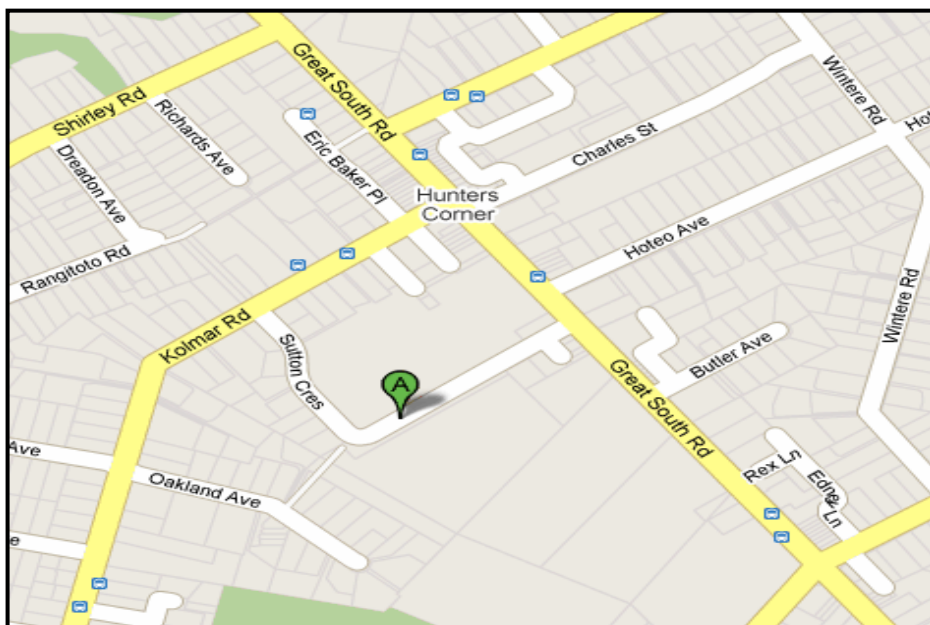 Great South Rd
Wintere Rd
Shirley Rd
Richards Ave
Hote
Charles St
Eric Baker Pl
Dreadon Ave
Hunters
Corner
Hoteo Ave
Rangitoto Rd
Wintere Rd
Kolmar Rd
Sutton Cres
Butler Ave
Great South Rd
A
Ave
Rex Ln
Edner Ln
Oakland Ave
e